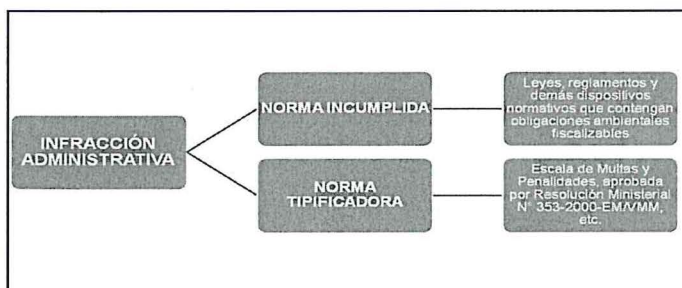 INFRACCIÓN
ADMINISTRATIVA
NORMA INCUMPLIDA
Leyes, reglamentos y
demás dispositivos
normativos que contengan
obligaciones ambientales
fiscalizables
NORMA
TIPIFICADORA
Escala de Multas y
Penalidades, aprobada
por Resolución Ministerial
N° 353-2000-EM/VMM,
etc.